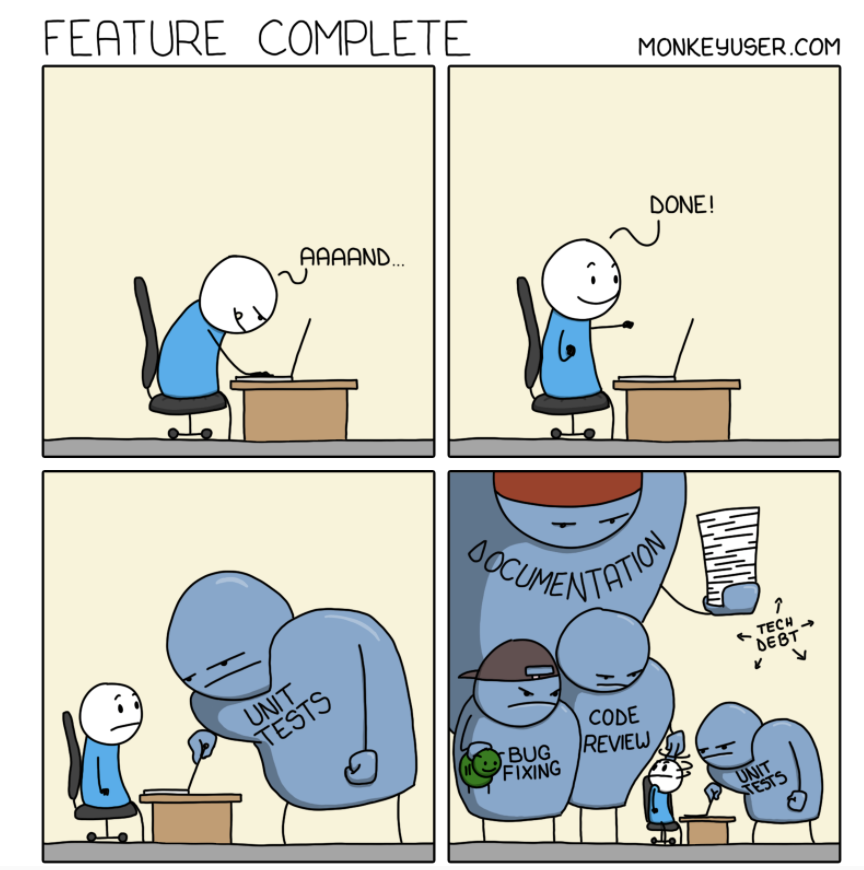 FEATURE COMPLETE
MONKEYUSER.COM
AAAAND...
DONE!
UNIT
TESTS
DOCUMENTATION
TECH
DEBT
CODE
REVIEW
BUG
FIXING
UNIT
TESTS